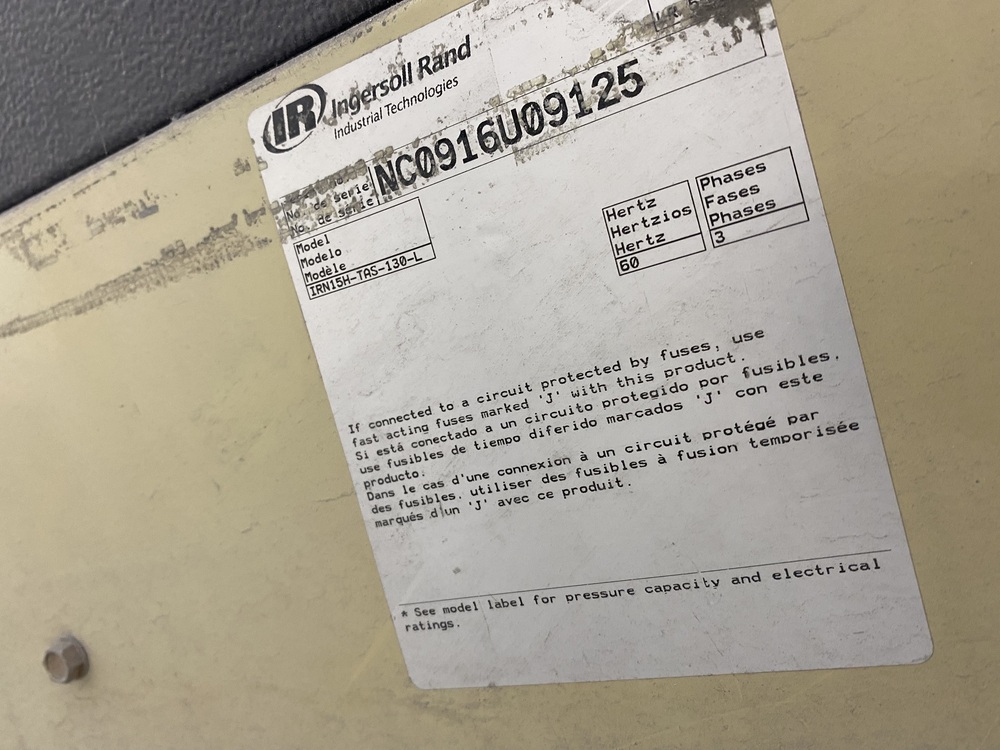 IR Ingersoll Rand
Industrial Technologies
No. de serie
No. de série
NC0916U09125
Model
Modelo
Modèle
IRN15H-TAS-130-L
Hertz
Hertzios
Hertz
60
Phases
Fases
Phases
3
If connected to a circuit protected by fuses, use
fast acting fuses marked 'J' with this product.
Si está conectado a un circuito protegido por fusibles,
use fusibles de tiempo diferido marcados 'J' con este
producto.
Dans le cas d'une connexion à un circuit protégé par
des fusibles, utiliser des fusibles à fusion temporisée
marqués d'un 'J' avec ce produit.
* See model label for pressure capacity and electrical
ratings.